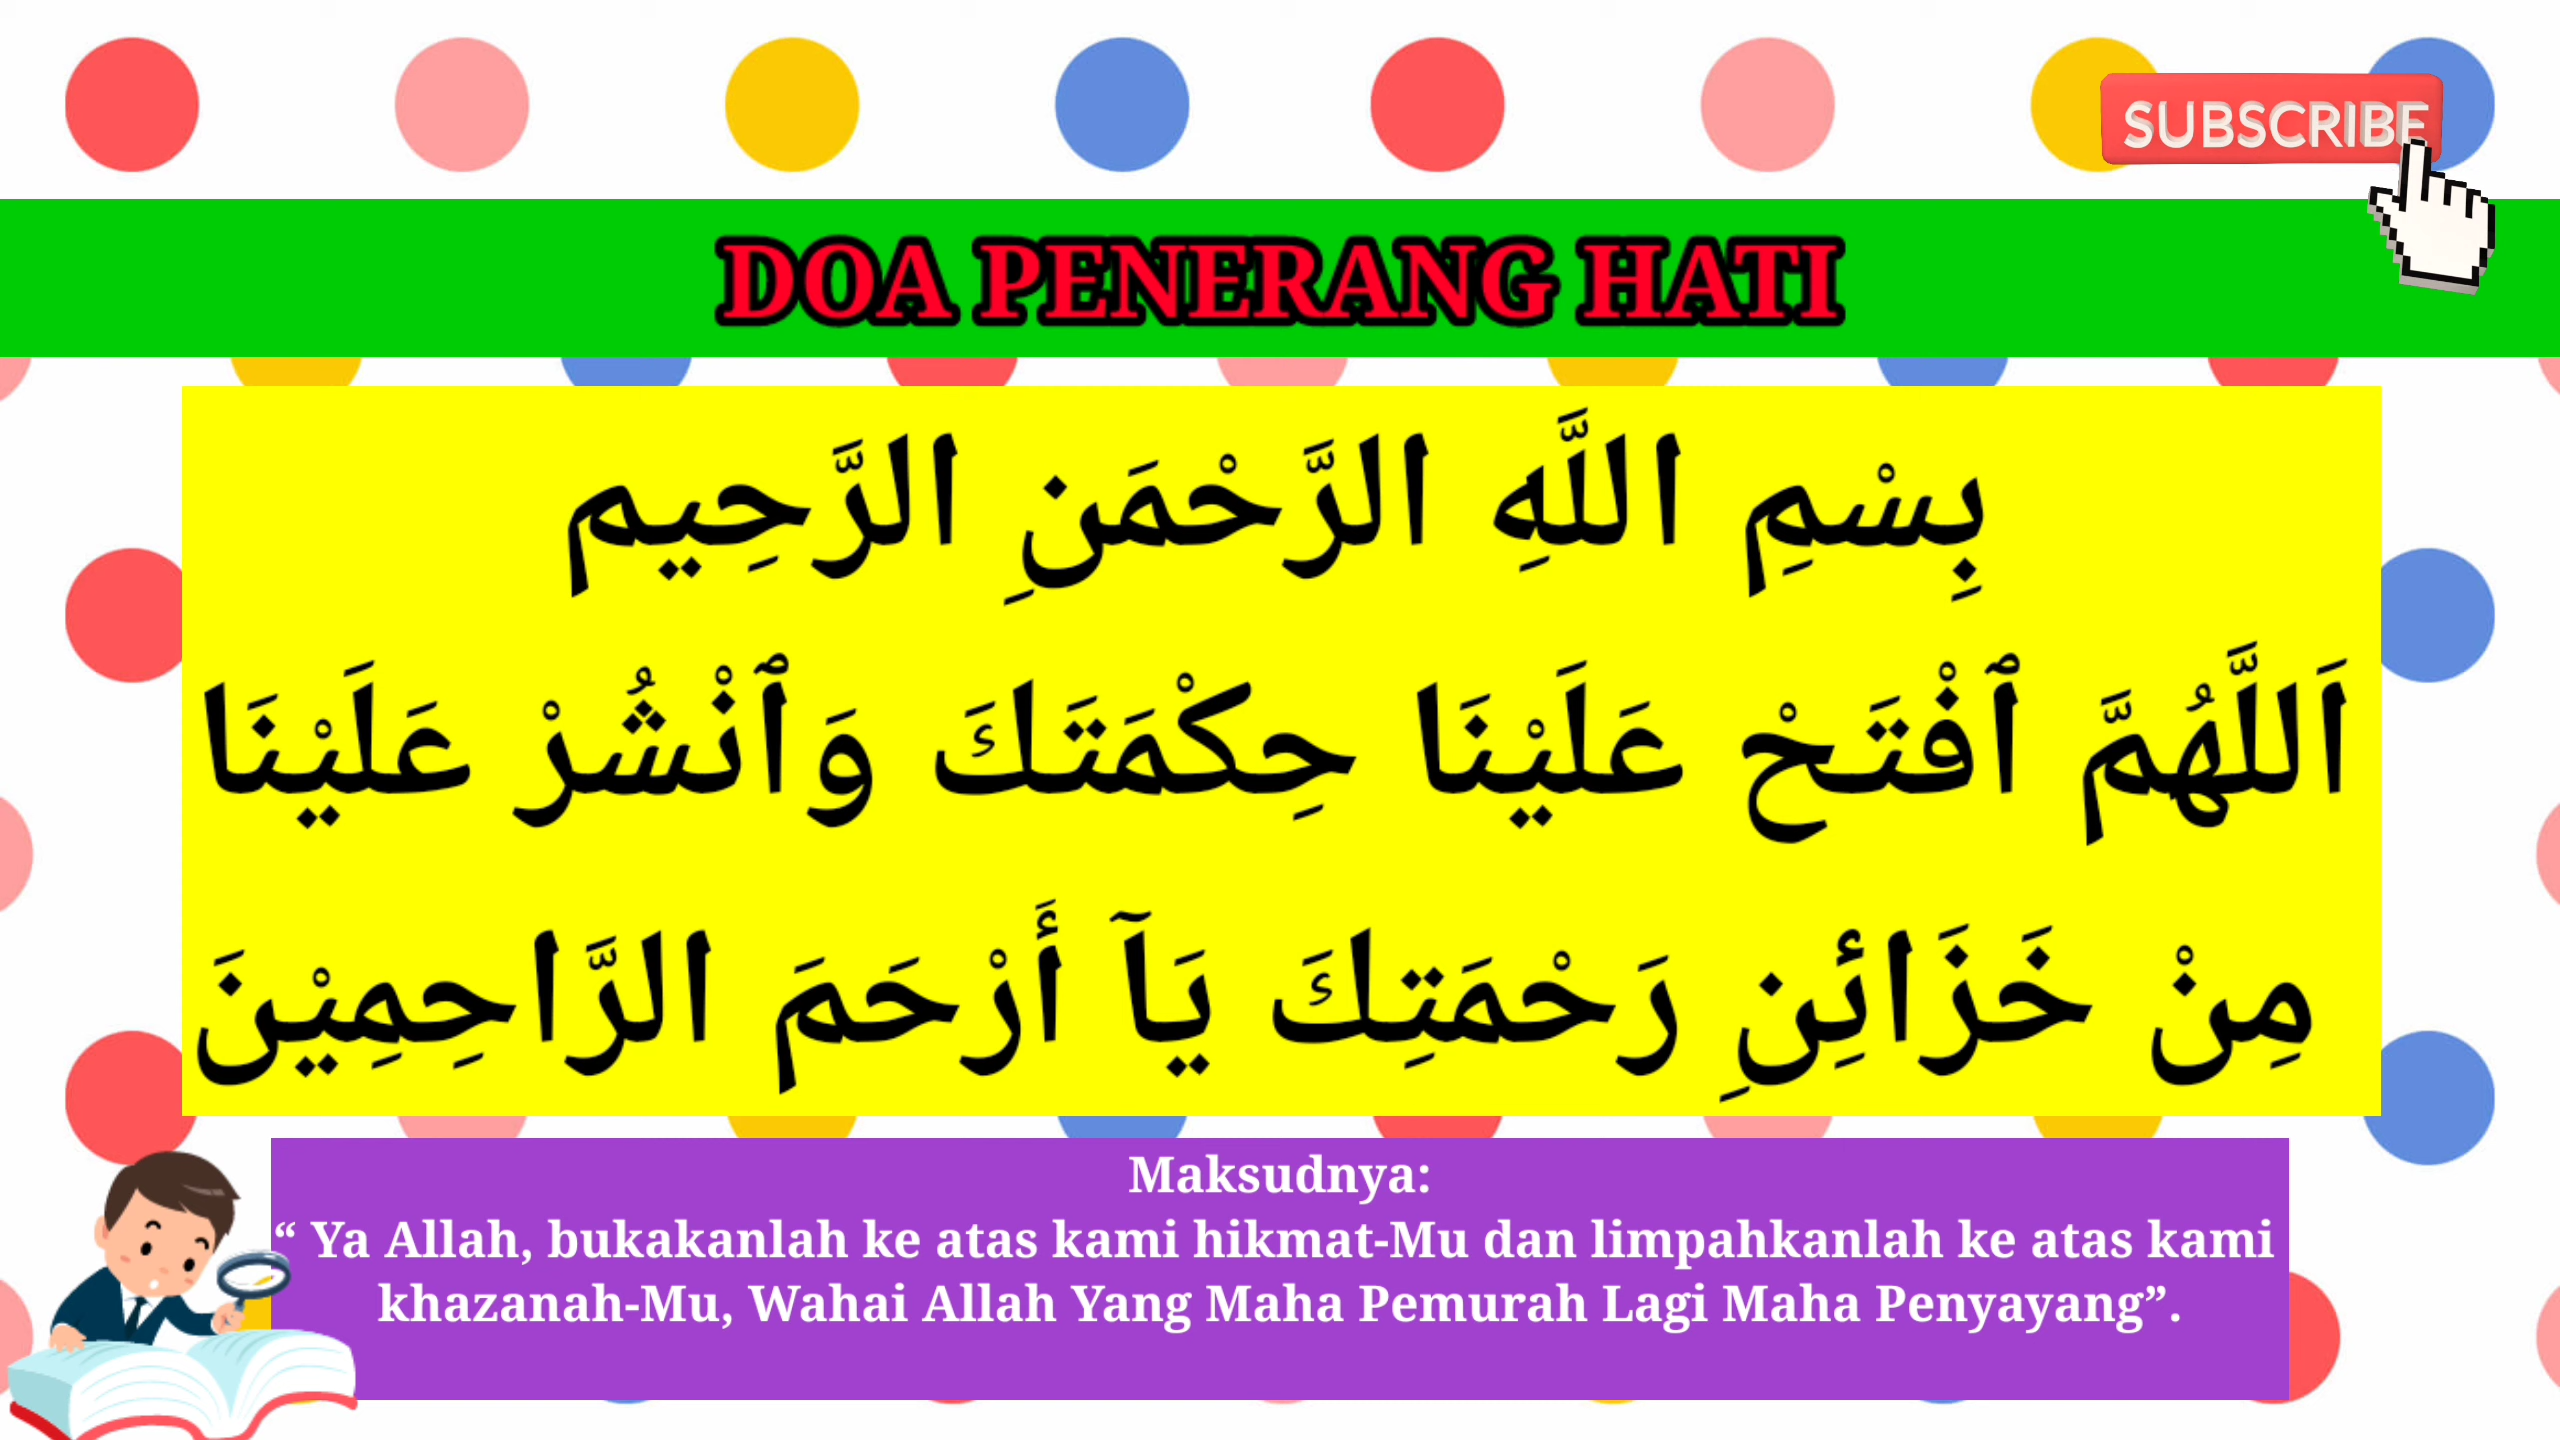 SUBSCRIBE
DOA PENERANG HATI
بِسْمِ اللَّهِ الرَّحْمَنِ الرَّحِيم
اَللَّهُمَّ ٱفْتَحْ عَلَيْنَا حِكْمَتَكَ وَٱنْشُرْ عَلَيْنَا
مِنْ خَزَائِنِ رَحْمَتِكَ يَآ أَرْحَمَ الرَّاحِمِيْنَ
Maksudnya:
“ Ya Allah, bukakanlah ke atas kami hikmat-Mu dan limpahkanlah ke atas kami
khazanah-Mu, Wahai Allah Yang Maha Pemurah Lagi Maha Penyayang”.